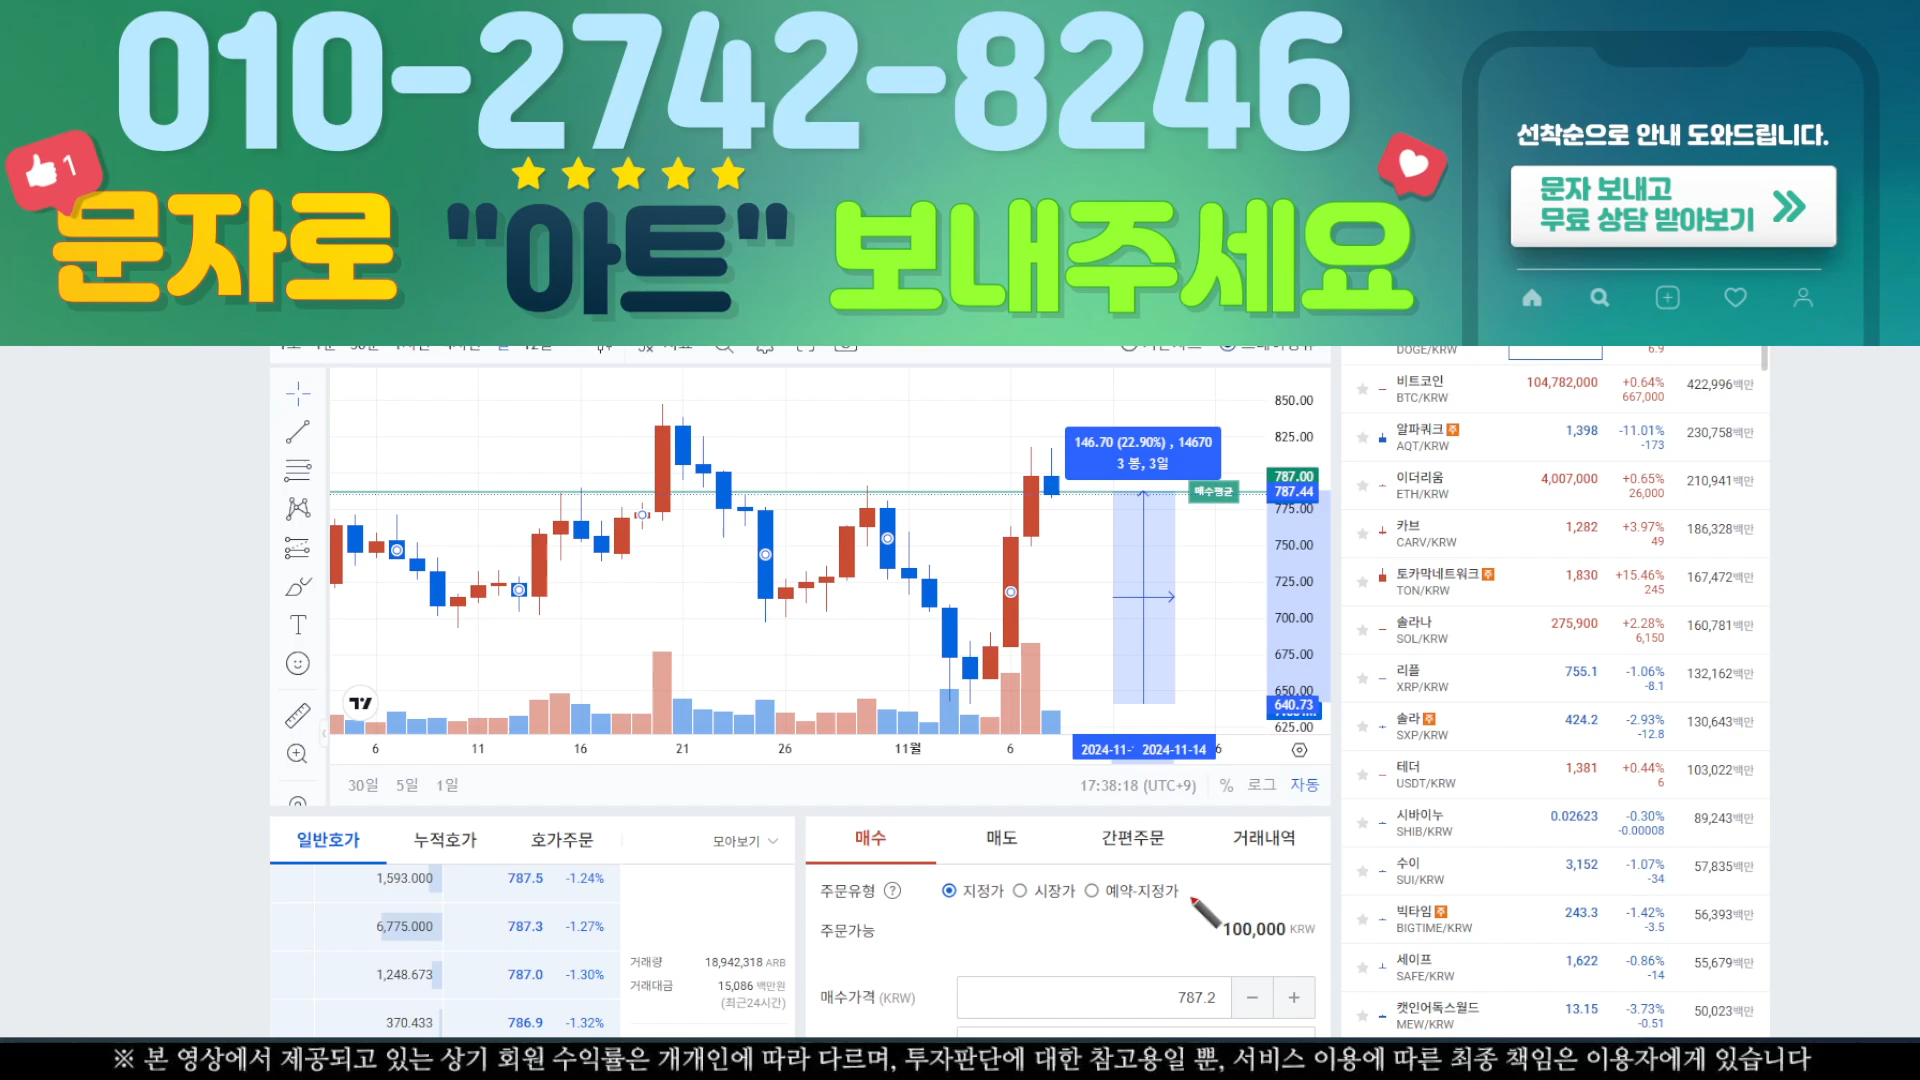 010-2742-8246
문자로 "아트" 보내주세요
1
선착순으로 안내 도와드립니다.
문자 보내고
무료 상담 받아보기
850.00
825.00
787.00
787.44
775.00
750.00
725.00
700.00
675.00
650.00
640.73
625.00
146.70 (22.90%) , 14670
3 봉, 3일
매수평균
6 11 16 21 26 11월 6
2024-11- 2024-11-14 6
30일 5일 1일
17:38:18 (UTC+9) % 로그 자동
일반호가 누적호가 호가주문 모아보기
1,593.000 787.5 -1.24%
6,775.000 787.3 -1.27%
1,248.673 787.0 -1.30%
370.433 786.9 -1.32%
거래량 18,942,318 ARB
거래대금 15,086 백만원
(최근24시간)
매수 매도 간편주문 거래내역
주문유형 ? 지정가 시장가 예약-지정가
주문가능 100,000 KRW
매수가격 (KRW) 787.2 − +
DOGE/KRW 6.9
비트코인 104,782,000 +0.64% 422,996백만
BTC/KRW 667,000
알파쿼크 주 1,398 -11.01% 230,758백만
AQT/KRW -173
이더리움 4,007,000 +0.65% 210,941백만
ETH/KRW 26,000
카브 1,282 +3.97% 186,328백만
CARV/KRW 49
토카막네트워크 주 1,830 +15.46% 167,472백만
TON/KRW 245
솔라나 275,900 +2.28% 160,781백만
SOL/KRW 6,150
리플 755.1 -1.06% 132,162백만
XRP/KRW -8.1
솔라 주 424.2 -2.93% 130,643백만
SXP/KRW -12.8
테더 1,381 +0.44% 103,022백만
USDT/KRW 6
시바이누 0.02623 -0.30% 89,243백만
SHIB/KRW -0.00008
수이 3,152 -1.07% 57,835백만
SUI/KRW -34
빅타임 주 243.3 -1.42% 56,393백만
BIGTIME/KRW -3.5
세이프 1,622 -0.86% 55,679백만
SAFE/KRW -14
캣인어독스월드 13.15 -3.73% 50,023백만
MEW/KRW -0.51
※ 본 영상에서 제공되고 있는 상기 회원 수익률은 개개인에 따라 다르며, 투자판단에 대한 참고용일 뿐, 서비스 이용에 따른 최종 책임은 이용자에게 있습니다